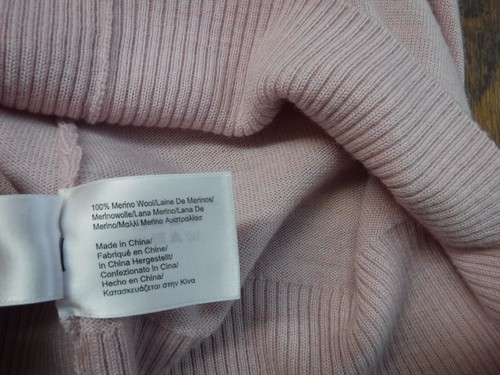 100% Merino Wool/Laine De Merinos/
Merinowolle/Lana Merino/Lana De
Merino/Μαλλί Merino Αυστραλίας
Made in China/
Fabriqué en Chine/
in China Hergestellt/
Confezionato in Cina/
Hecho en China/
Κατασκευάζεται στην Κίνα